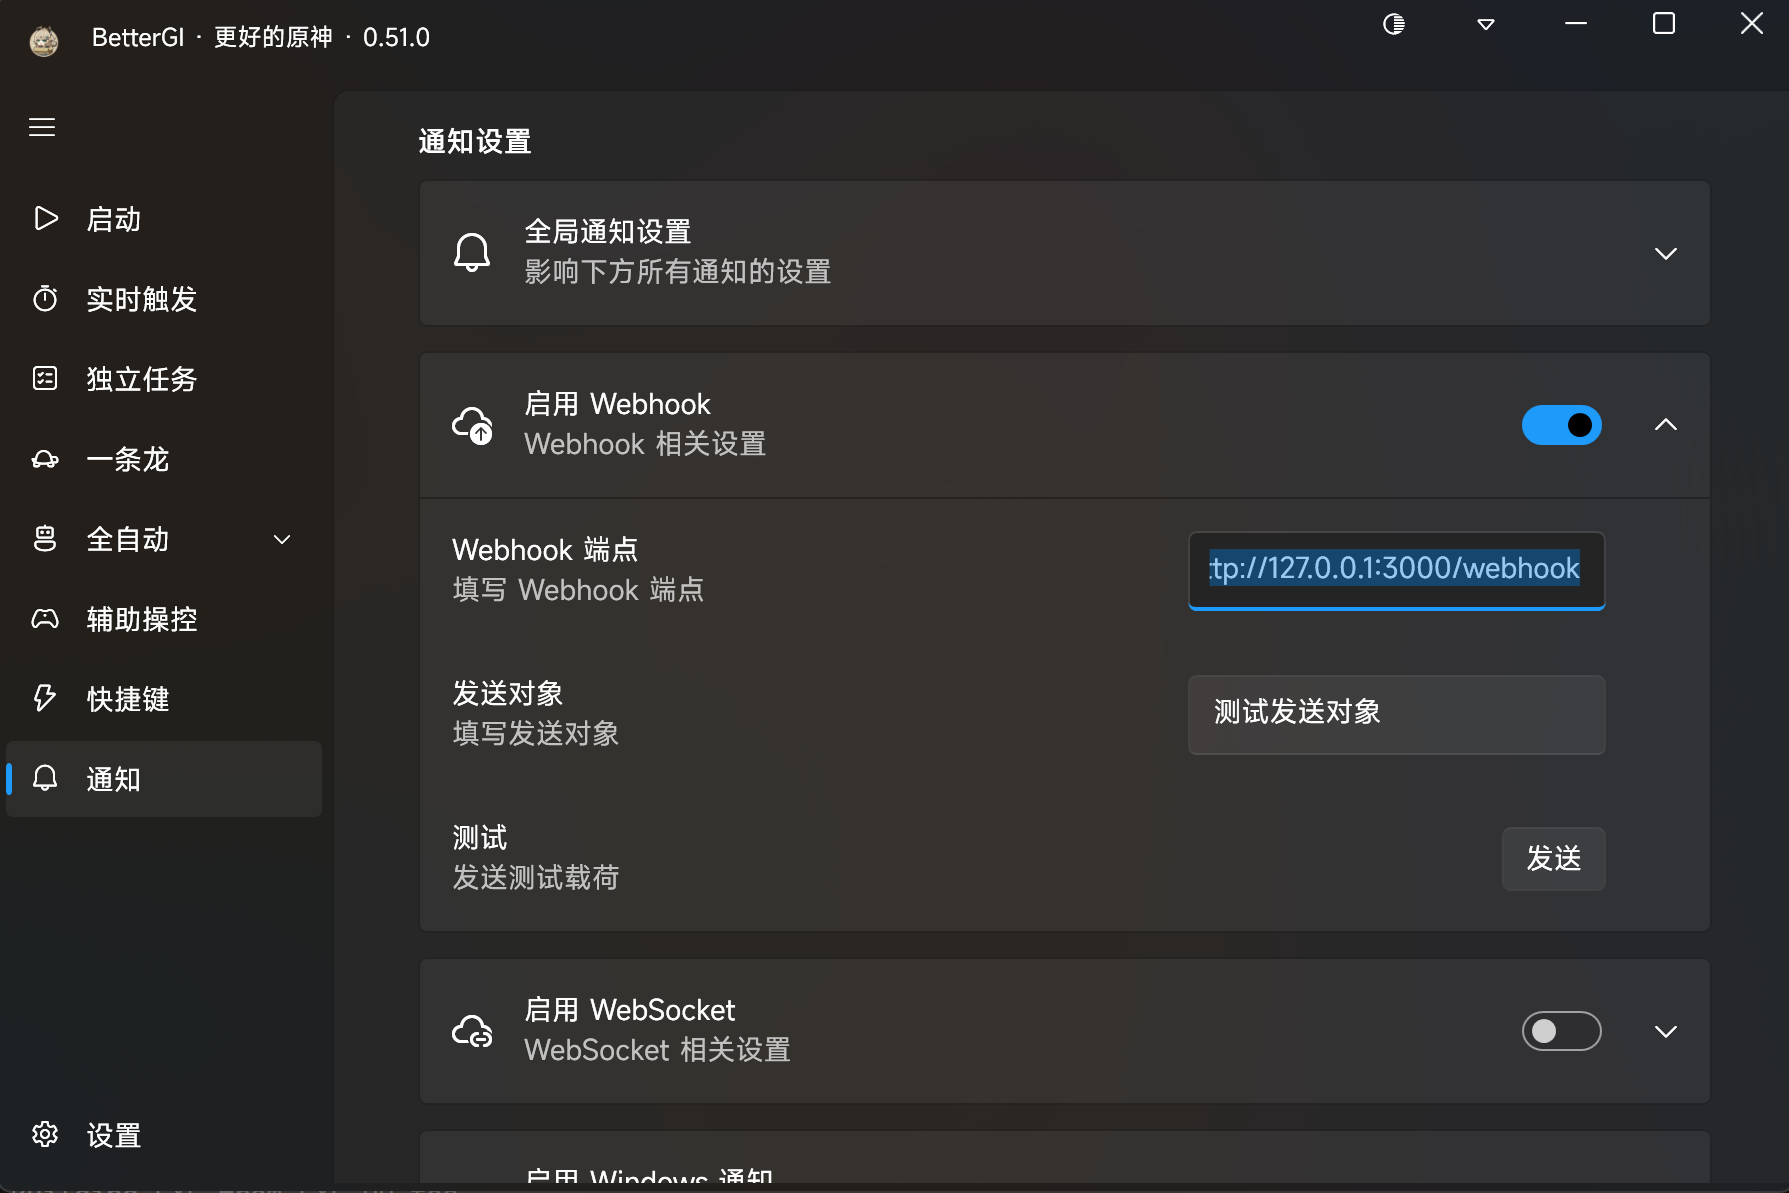 BetterGI · 更好的原神 · 0.51.0
启动
实时触发
独立任务
一条龙
全自动
辅助操控
快捷键
通知
设置
通知设置
全局通知设置
影响下方所有通知的设置
启用 Webhook
Webhook 相关设置
Webhook 端点
填写 Webhook 端点
tp://127.0.0.1:3000/webhook
发送对象
填写发送对象
测试发送对象
测试
发送测试载荷
发送
启用 WebSocket
WebSocket 相关设置
启用 Windows 通知